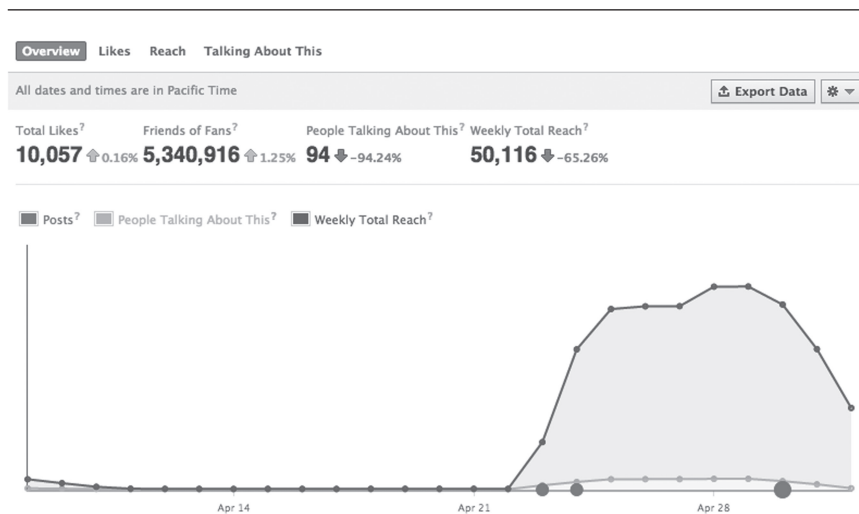 Overview Likes Reach Talking About This
All dates and times are in Pacific Time Export Data
Total Likes? Friends of Fans? People Talking About This? Weekly Total Reach?
10,057 0.16% 5,340,916 1.25% 94 -94.24% 50,116 -65.26%
Posts? People Talking About This? Weekly Total Reach?
Apr 14 Apr 21 Apr 28